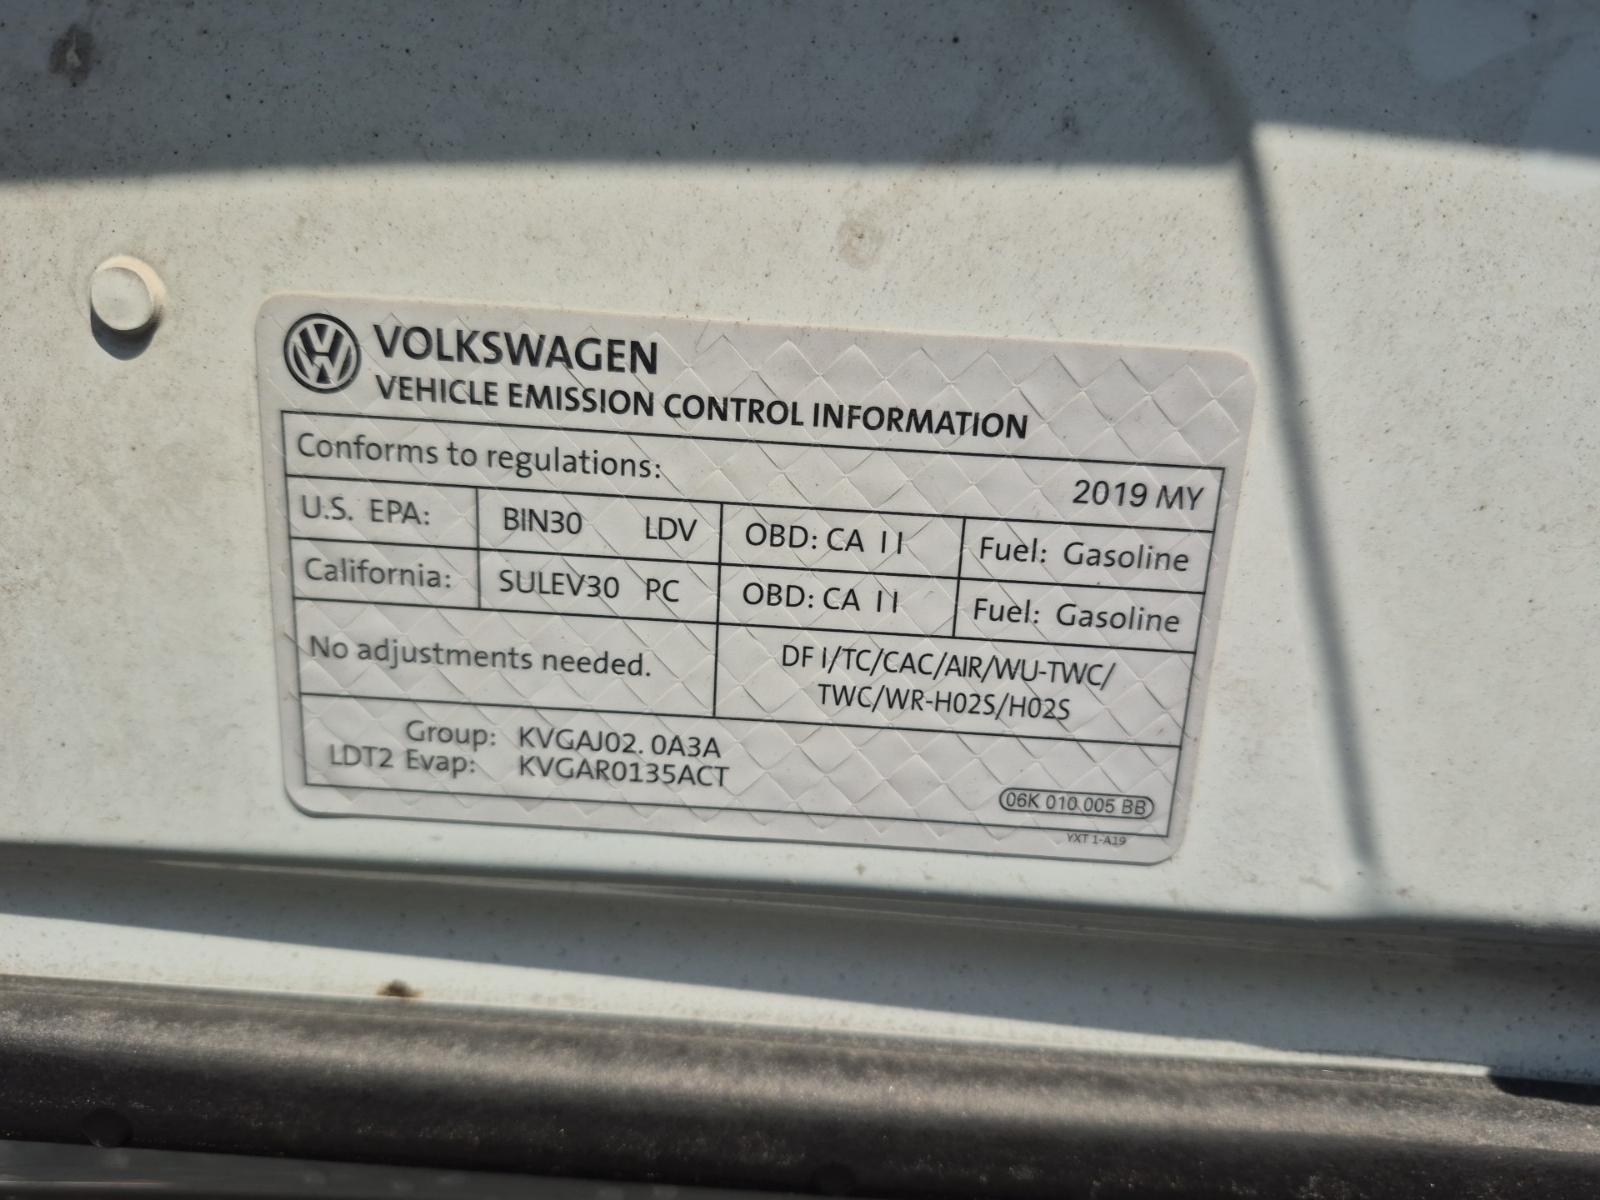 VOLKSWAGEN
VEHICLE EMISSION CONTROL INFORMATION
Conforms to regulations: 2019 MY
U.S. EPA: BIN30 LDV OBD: CA II Fuel: Gasoline
California: SULEV30 PC OBD: CA II Fuel: Gasoline
No adjustments needed.
DFI/TC/CAC/AIR/WU-TWC/
TWC/WR-HO2S/HO2S
Group: KVGAJ02.0A3A
LDT2 Evap: KVGAR0135ACT
06K 010 005 BB
YXT 1-A19